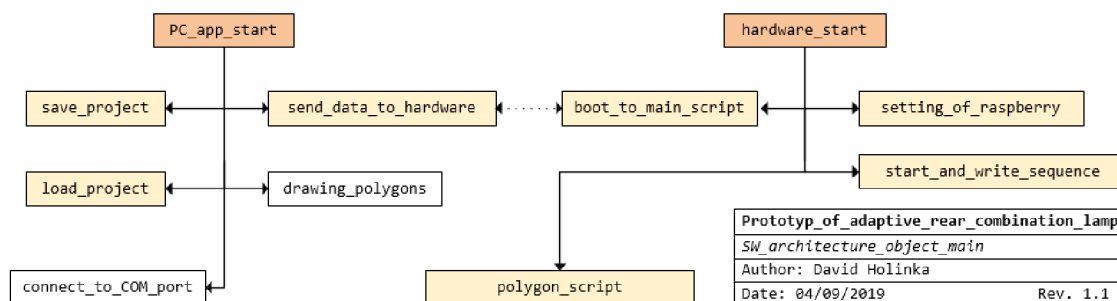 PC_app_start
hardware_start
save_project
send_data_to_hardware
boot_to_main_script
setting_of_raspberry
load_project
drawing_polygons
start_and_write_sequence
connect_to_COM_port
polygon_script
Prototyp_of_adaptive_rear_combination_lamp
SW_architecture_object_main
Author: David Holinka
Date: 04/09/2019 Rev. 1.1